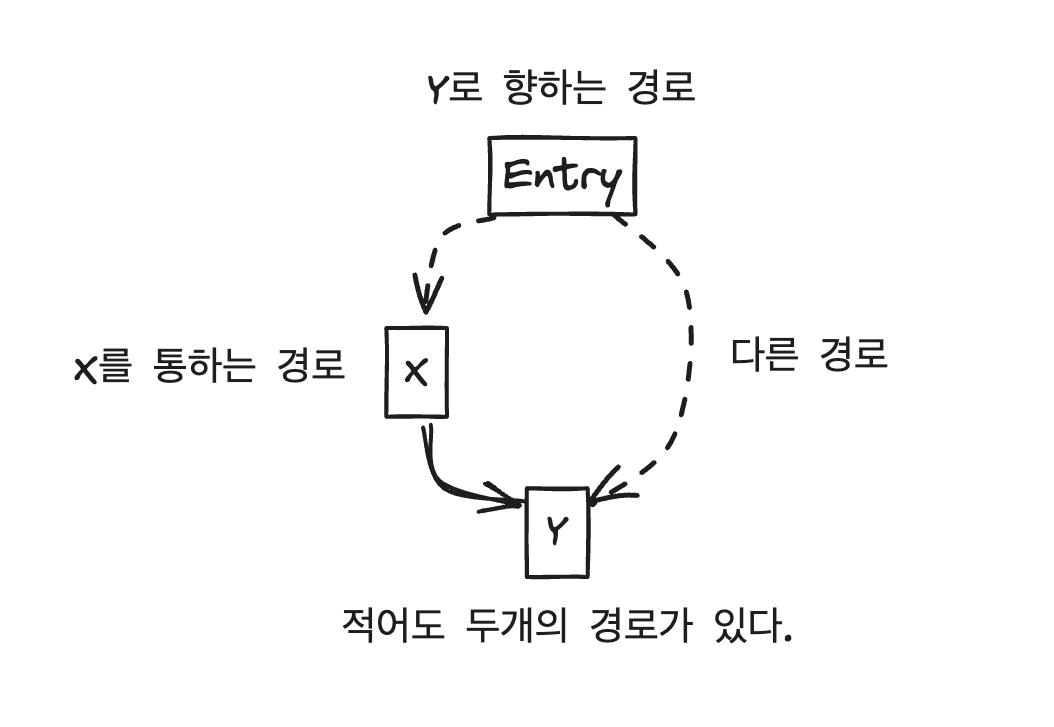 Y로 향하는 경로
Entry
X를 통하는 경로
X
다른 경로
Y
적어도 두개의 경로가 있다.